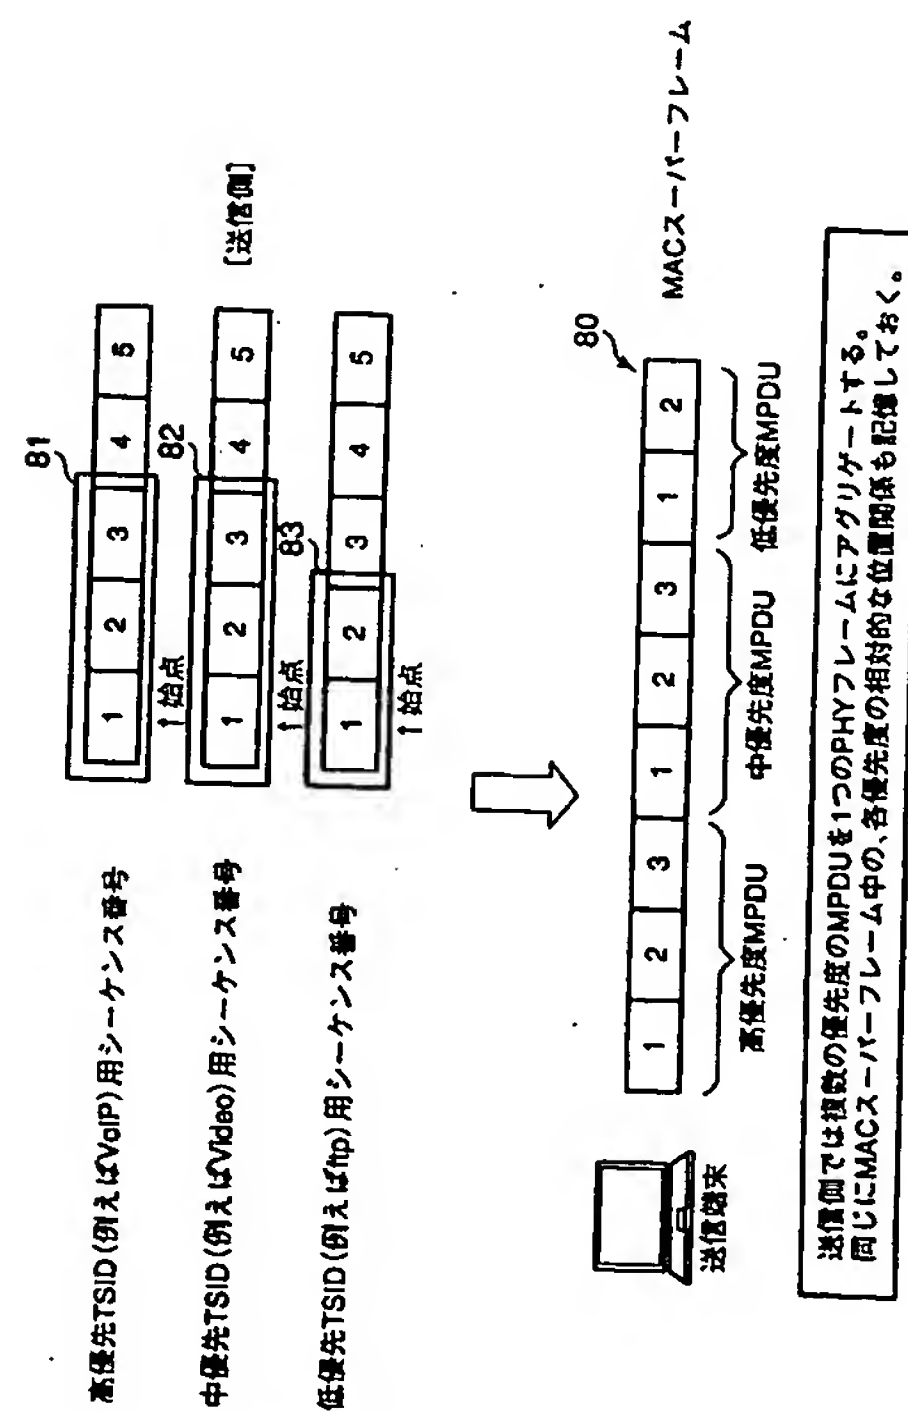 高優先TSID(例えばVoIP)用シーケンス番号
81
1 2 3 4 5
↑始点
[送信側]
中優先TSID(例えばVideo)用シーケンス番号
82
1 2 3 4 5
↑始点
低優先TSID(例えばftp)用シーケンス番号
83
1 2 3 4 5
↑始点
80
MACスーパーフレーム
1 2 3 1 2 3 1 2
高優先度MPDU
中優先度MPDU
低優先度MPDU
送信端末
送信側では複数の優先度のMPDUを1つのPHYフレームにアグリゲートする。
同じにMACスーパーフレーム中の、各優先度の相対的な位置関係も記憶しておく。